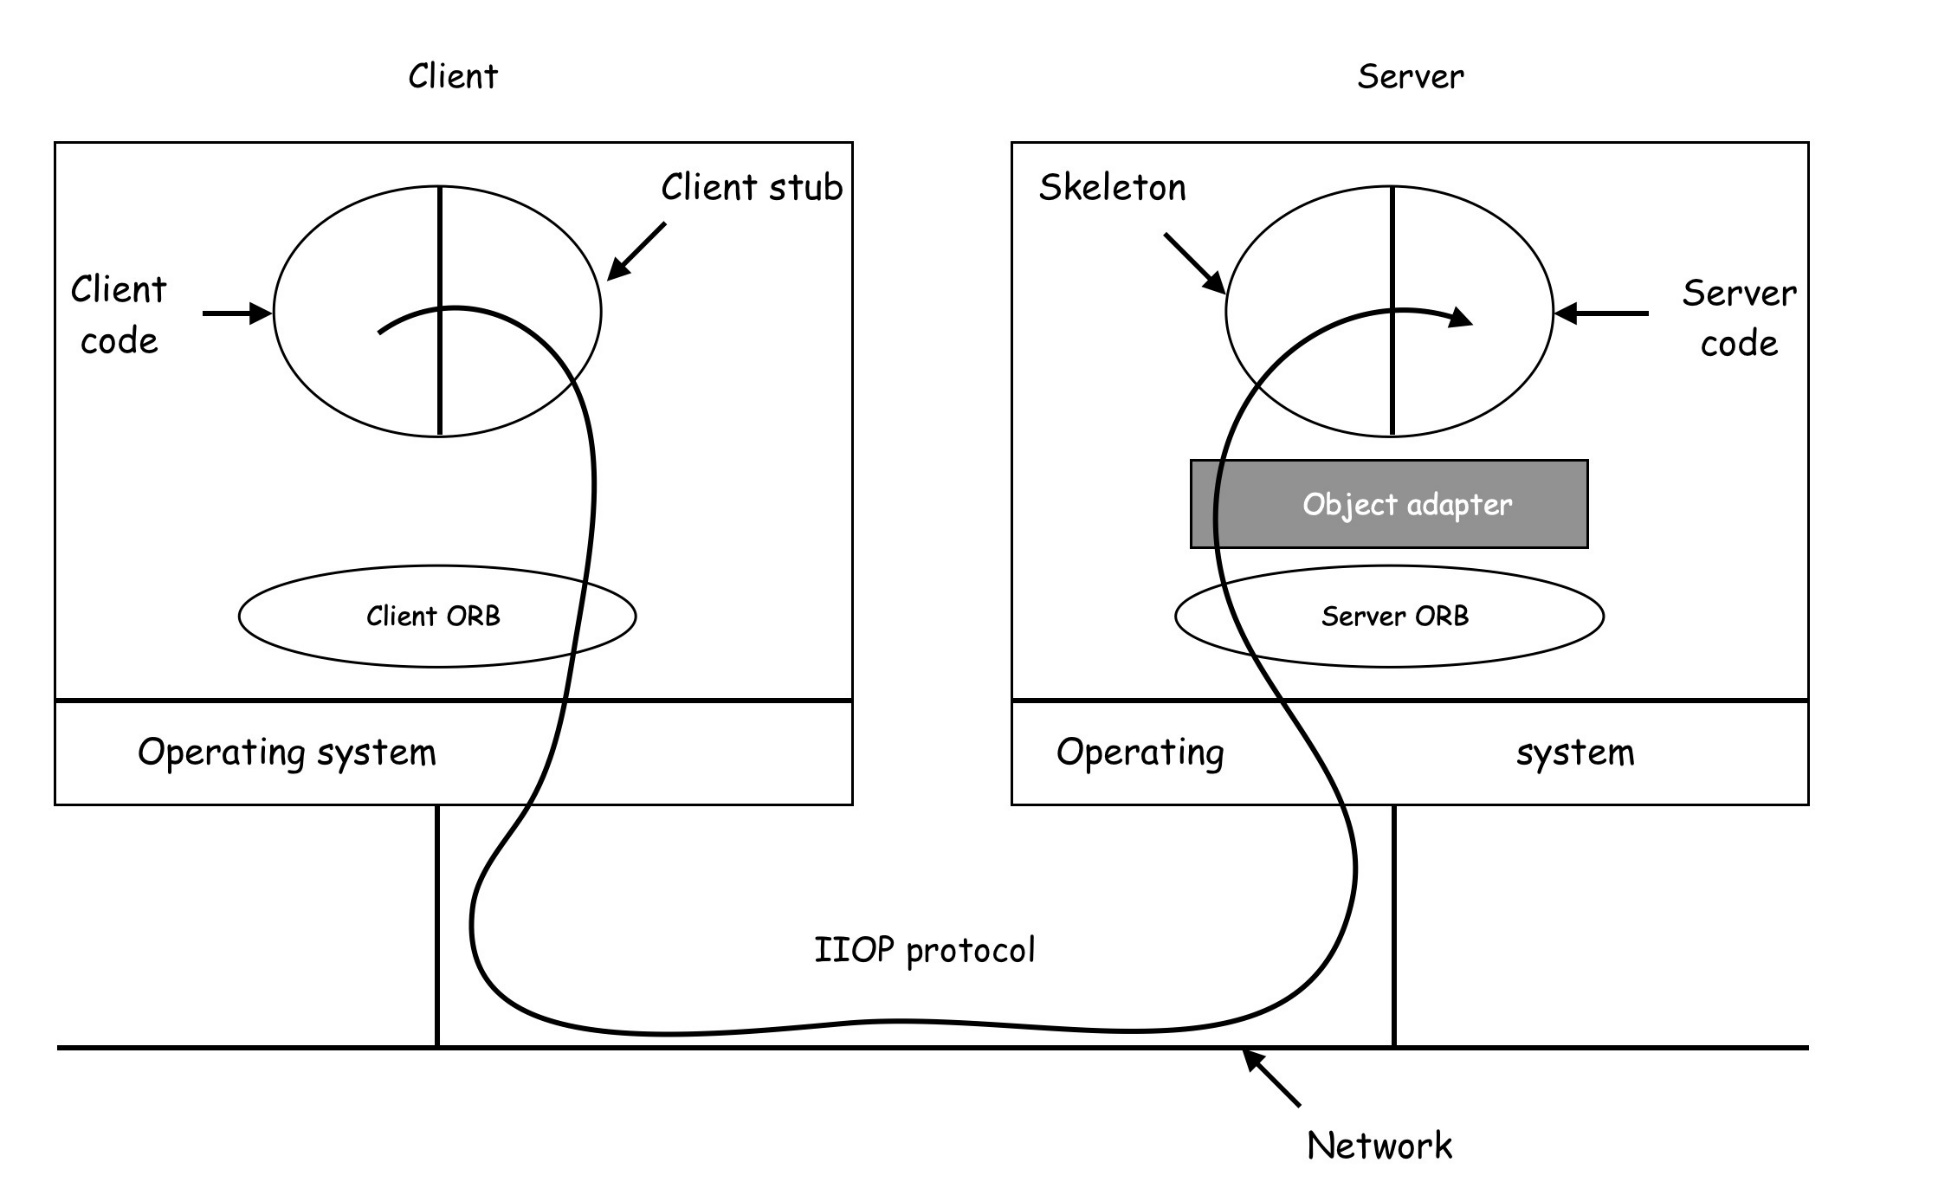 Client
Server
Client stub
Skeleton
Client
code
Server
code
Object adapter
Client ORB
Server ORB
Operating system
Operating system
IIOP protocol
Network